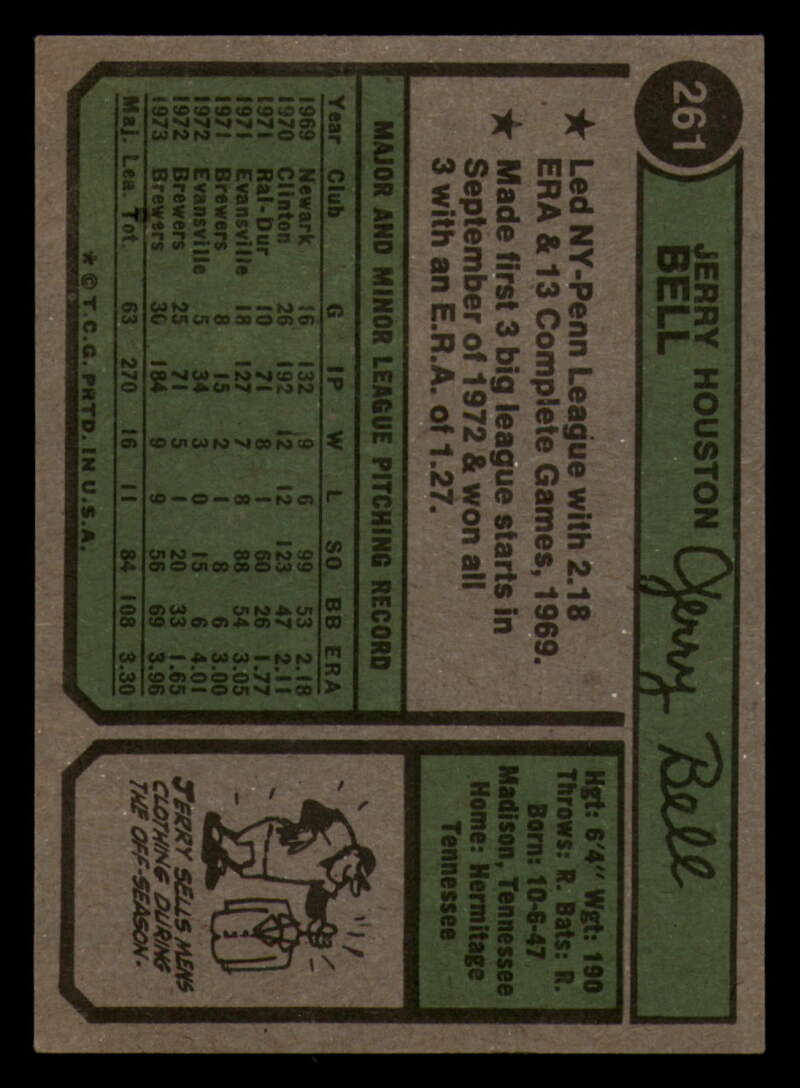 261
JERRY HOUSTON
BELL
Jerry Bell
★ Led NY-Penn League with 2.18
ERA & 13 Complete Games, 1969.
★ Made first 3 big league starts in
September of 1972 & won all
3 with an E.R.A. of 1.27.
Hgt: 6'4" Wgt: 190
Throws: R. Bats: R.
Born: 10-6-47
Madison, Tennessee
Home: Hermitage
Tennessee
MAJOR AND MINOR LEAGUE PITCHING RECORD
Year Club G IP W L SO BB ERA
1969 Newark 16 132 9 6 99 53 2.18
1970 Clinton 26 192 12 12 123 47 2.11
1971 Ral-Dur 10 71 8 1 60 26 1.77
1971 Evansville 18 127 7 8 88 54 3.05
1971 Brewers 8 15 2 1 8 6 3.00
1972 Evansville 5 34 3 0 15 6 4.01
1972 Brewers 25 71 5 1 20 33 1.65
1973 Brewers 30 184 9 9 56 69 3.96
Maj. Lea. Tot. 63 270 16 11 84 108 3.30
* © T.C.G. PRTD. IN U.S.A.
JERRY SELLS MENS
CLOTHING DURING
THE OFF-SEASON.